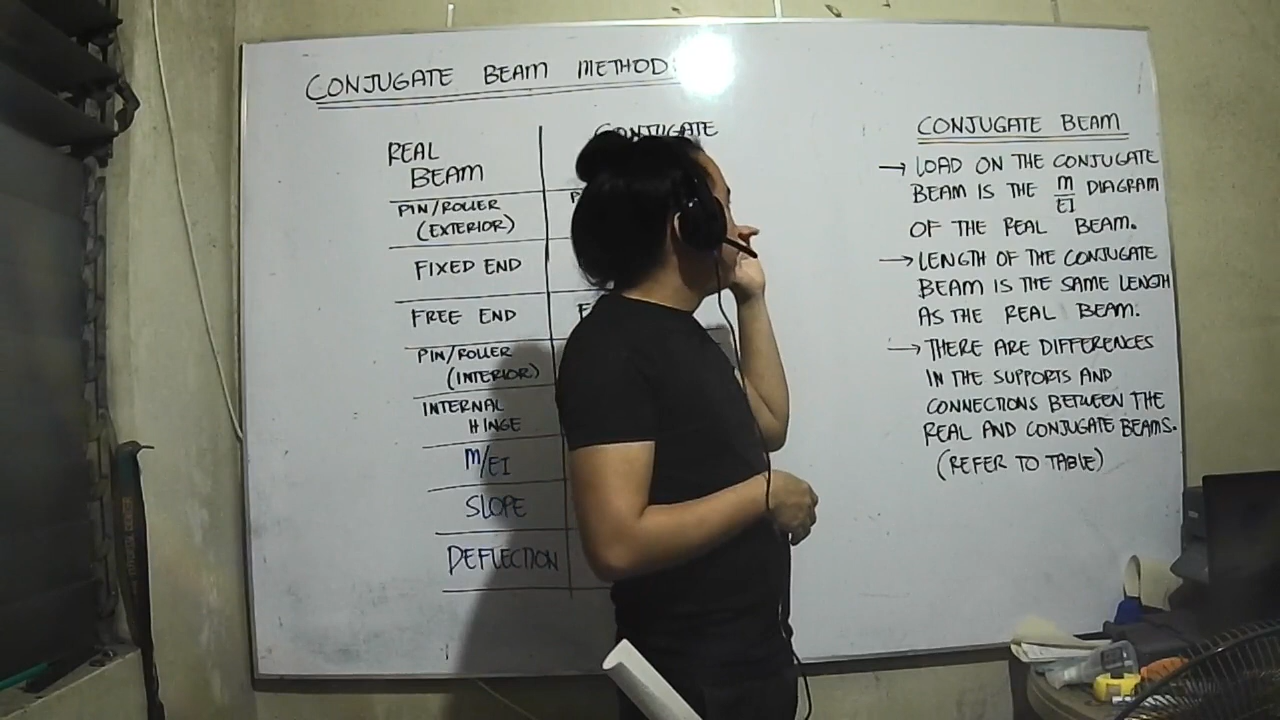 CONJUGATE BEAM METHOD:
REAL
BEAM
CONJUGATE
PIN/ROLLER
(EXTERIOR)
FIXED END
FREE END
PIN/ROLLER
(INTERIOR)
INTERNAL
HINGE
M/EI
SLOPE
DEFLECTION
CONJUGATE BEAM
→ LOAD ON THE CONJUGATE
BEAM IS THE M/EI DIAGRAM
OF THE REAL BEAM.
→ LENGTH OF THE CONJUGATE
BEAM IS THE SAME LENGTH
AS THE REAL BEAM.
→ THERE ARE DIFFERENCES
IN THE SUPPORTS AND
CONNECTIONS BETWEEN THE
REAL AND CONJUGATE BEAMS.
(REFER TO TABLE)